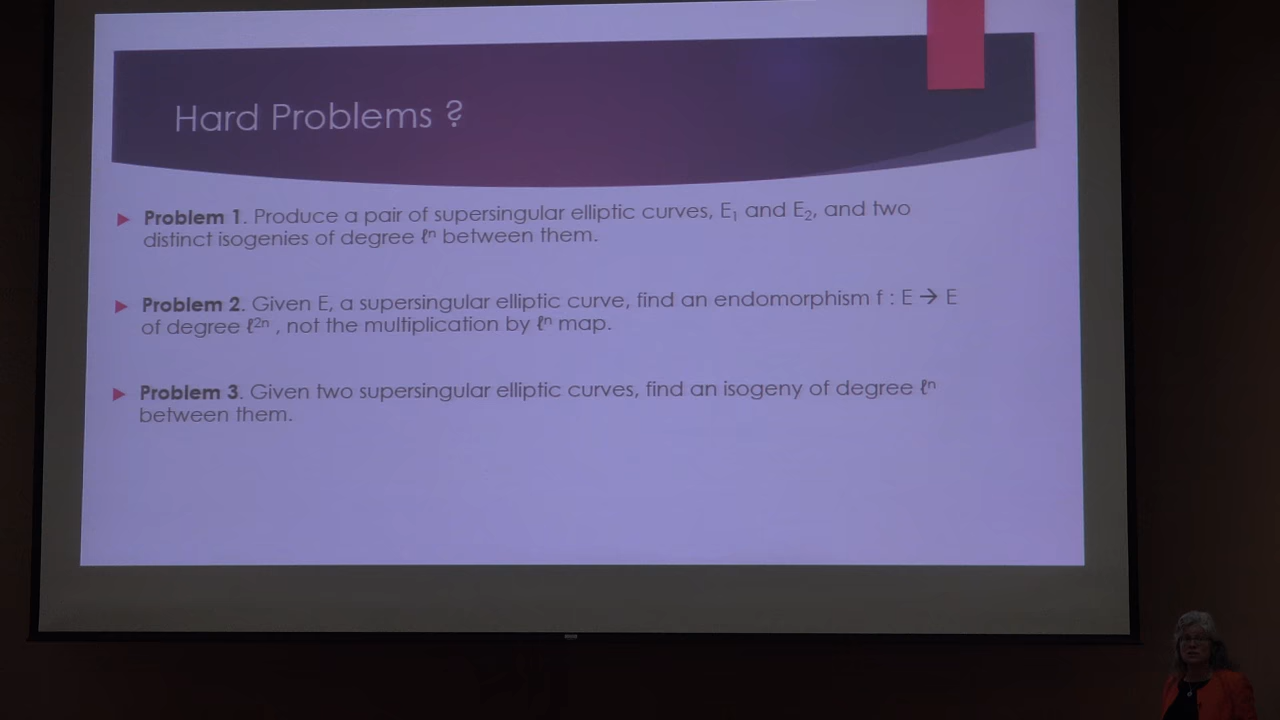 Hard Problems ?
▶ Problem 1. Produce a pair of supersingular elliptic curves, E₁ and E₂, and two
distinct isogenies of degree ℓⁿ between them.
▶ Problem 2. Given E, a supersingular elliptic curve, find an endomorphism f : E → E
of degree ℓ²ⁿ , not the multiplication by ℓⁿ map.
▶ Problem 3. Given two supersingular elliptic curves, find an isogeny of degree ℓⁿ
between them.